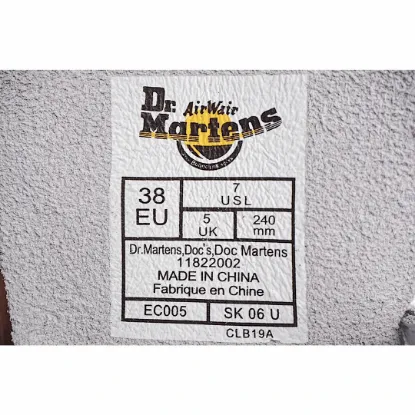 Dr. AirWair
Martens
38
EU
7
USL
5
UK
240
mm
Dr.Martens,Doc's,Doc Martens
11822002
MADE IN CHINA
Fabrique en Chine
EC005
SK 06 U
CLB19A